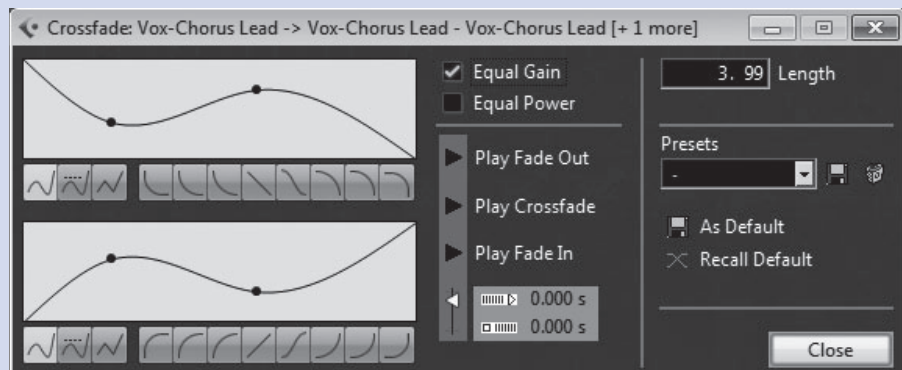 Crossfade: Vox-Chorus Lead -> Vox-Chorus Lead - Vox-Chorus Lead [+ 1 more]
Equal Gain
Equal Power
Play Fade Out
Play Crossfade
Play Fade In
0.000 s
0.000 s
3. 99 Length
Presets
-
As Default
Recall Default
Close